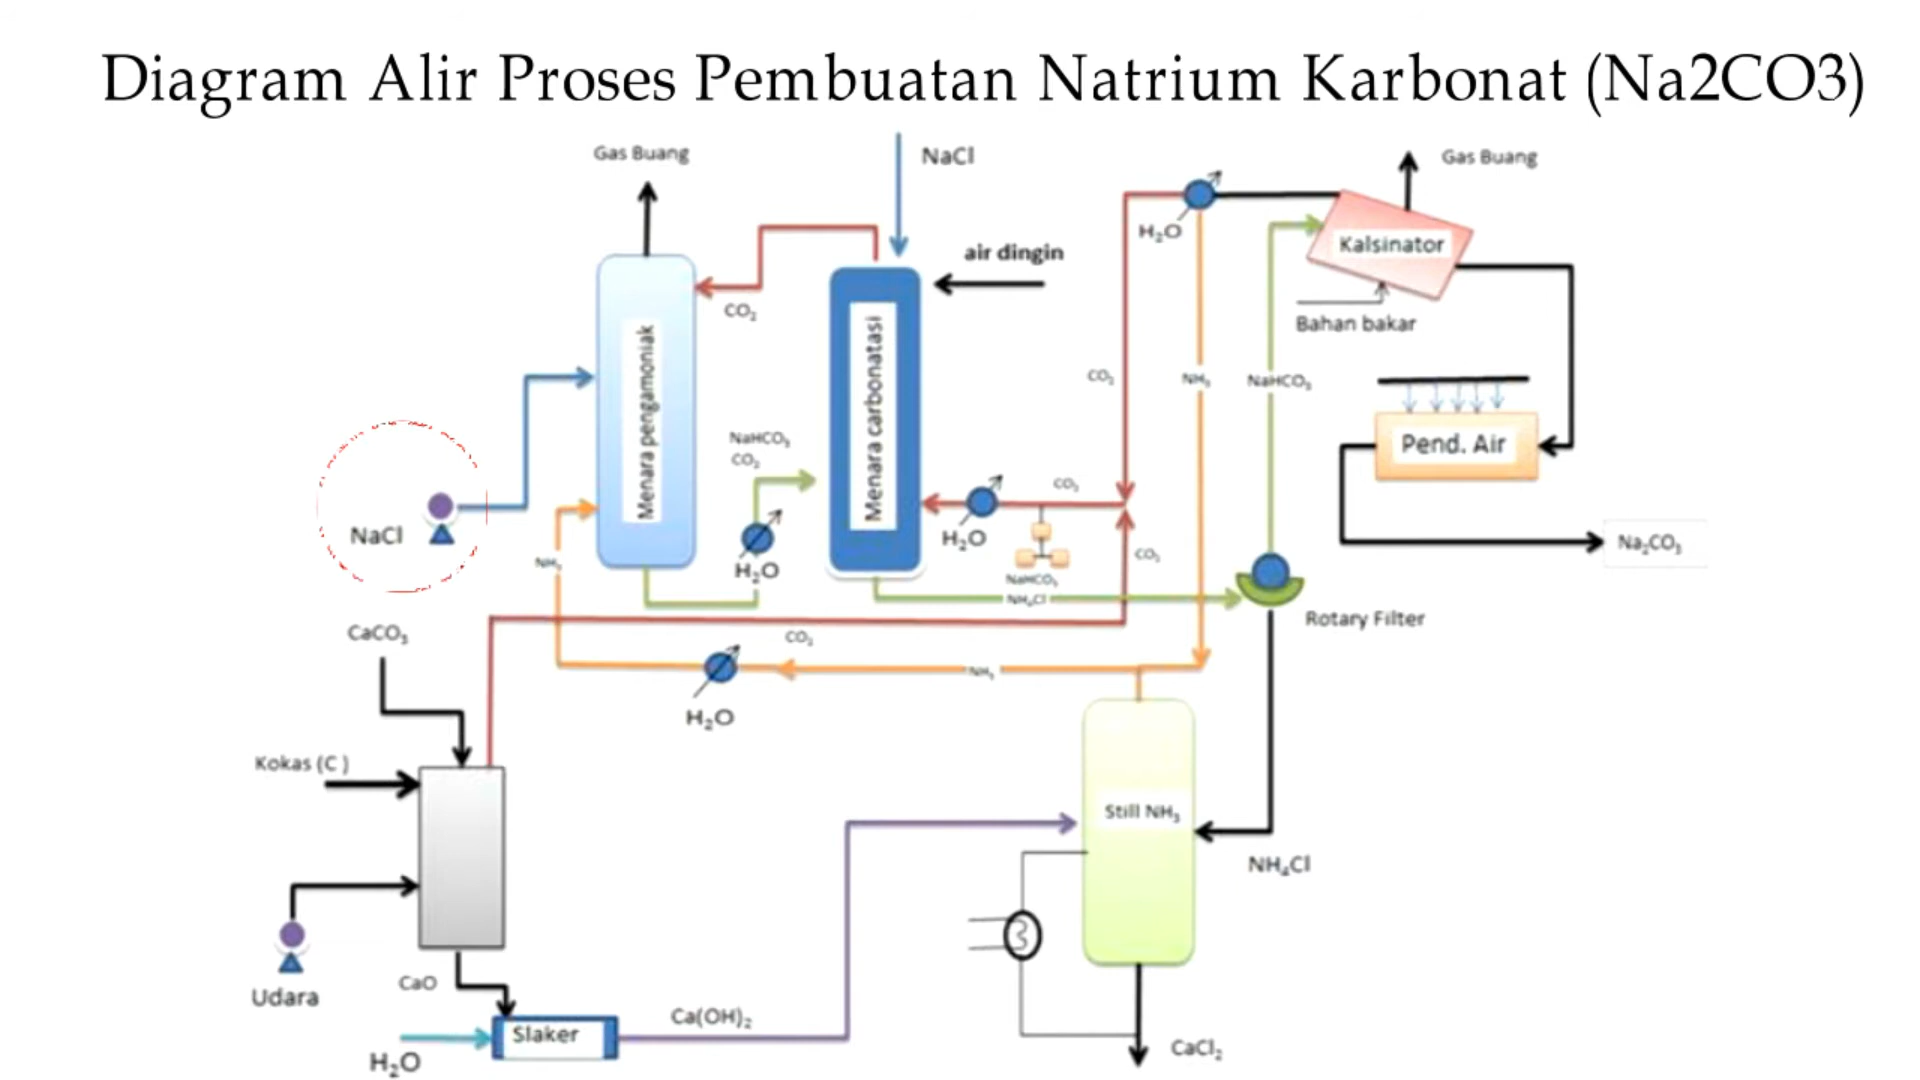 Diagram Alir Proses Pembuatan Natrium Karbonat (Na2CO3)
Gas Buang
NaCl
Gas Buang
H₂O
Kalsinator
air dingin
CO₂
Bahan bakar
Menara pengamoniak
Menara carbonatasi
CO₂
NH₃
NaHCO₃
NaHCO₃
CO₂
Pend. Air
CO₂
NaCl
H₂O
Na₂CO₃
NH₃
H₂O
CO₂
NaHCO₃
NH₄Cl
Rotary Filter
CaCO₃
CO₂
NH₃
H₂O
Kokas (C )
Still NH₃
NH₄Cl
CaO
Udara
Ca(OH)₂
Slaker
CaCl₂
H₂O